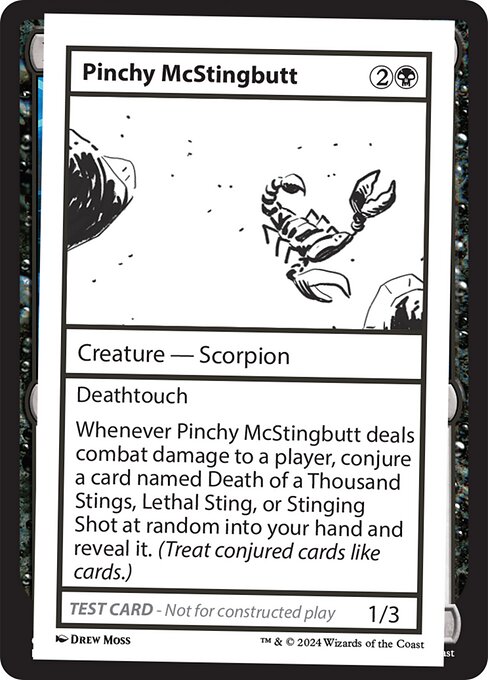 Pinchy McStingbutt 2
Creature — Scorpion
Deathtouch
Whenever Pinchy McStingbutt deals
combat damage to a player, conjure
a card named Death of a Thousand
Stings, Lethal Sting, or Stinging
Shot at random into your hand and
reveal it. (Treat conjured cards like
cards.)
TEST CARD - Not for constructed play 1/3
DREW MOSS ™ & © 2024 Wizards of the Coast
ast